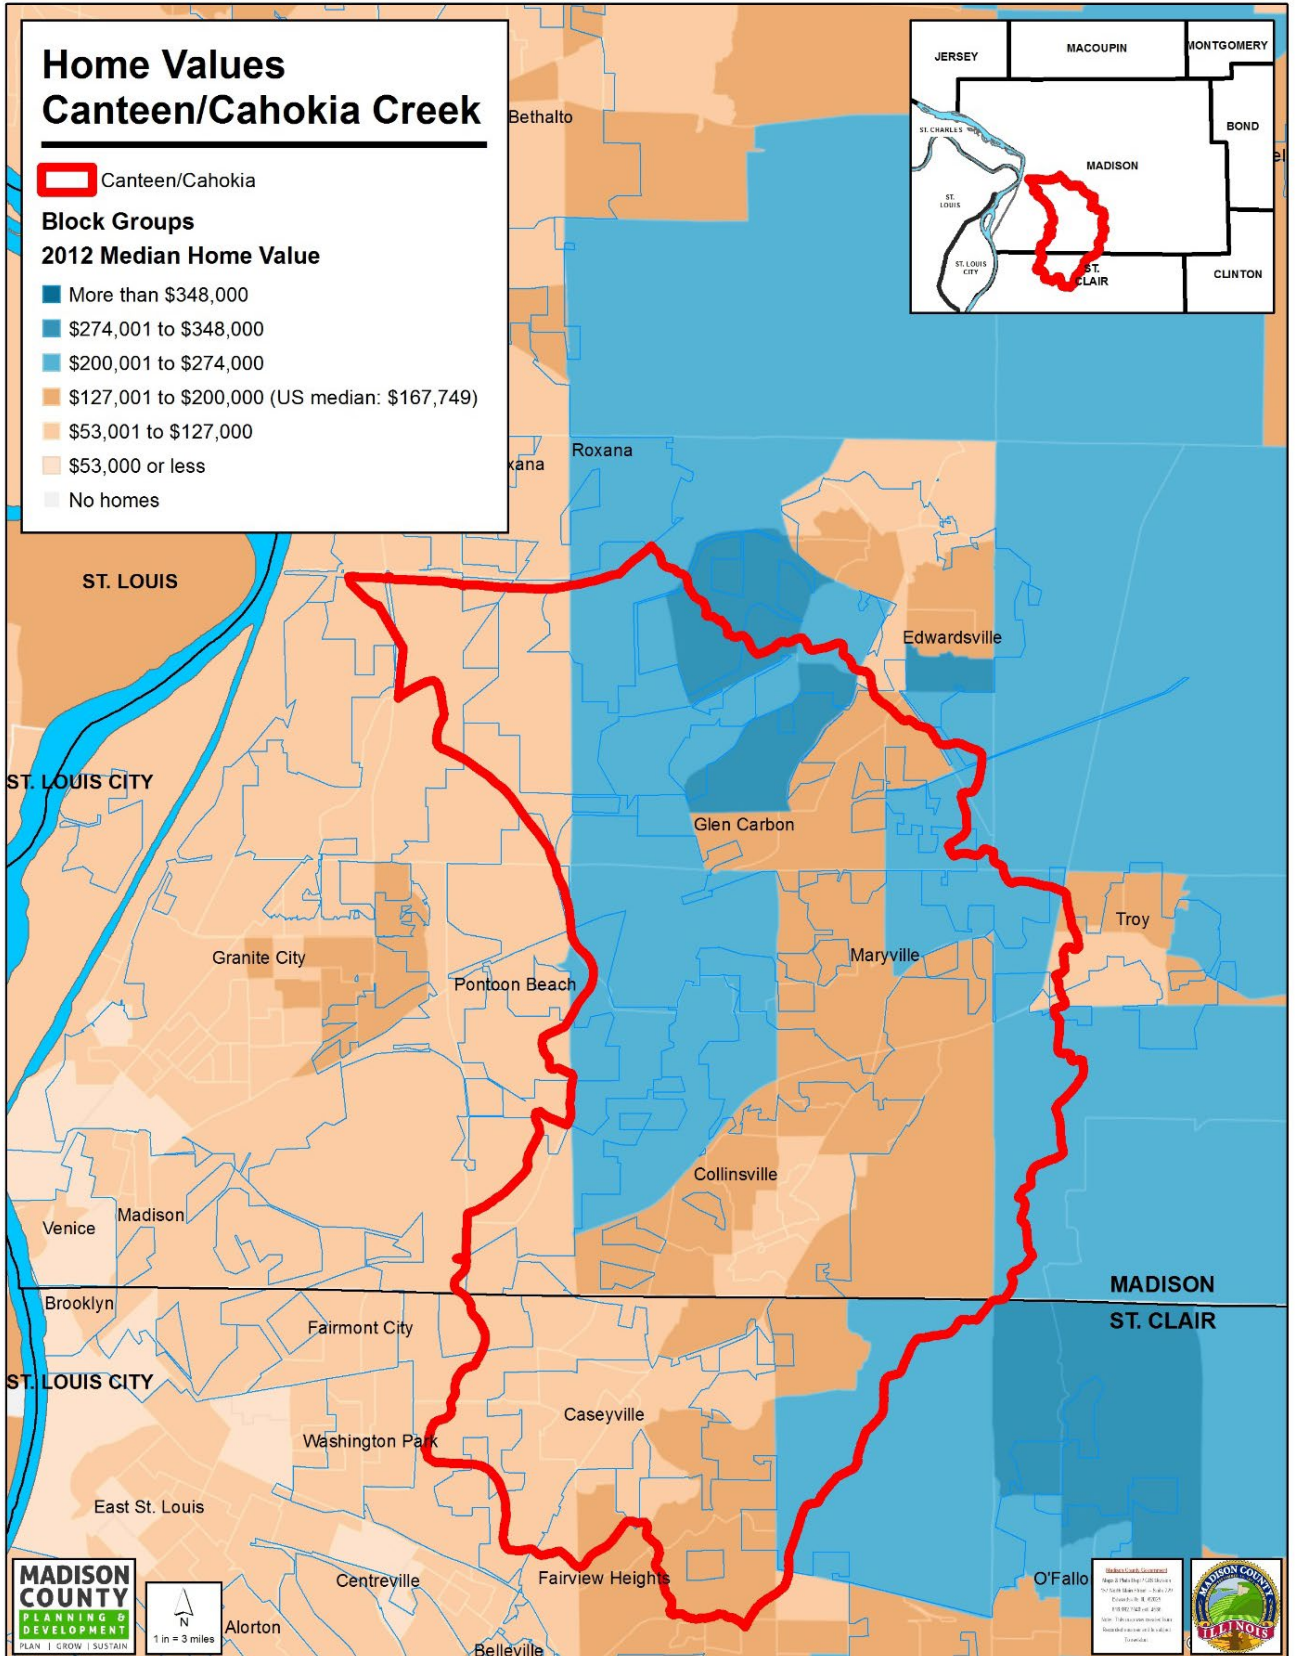 Home Values
Canteen/Cahokia Creek
Canteen/Cahokia
Block Groups
2012 Median Home Value
More than $348,000
$274,001 to $348,000
$200,001 to $274,000
$127,001 to $200,000 (US median: $167,749)
$53,001 to $127,000
$53,000 or less
No homes
JERSEY
MACOUPIN
MONTGOMERY
ST. CHARLES
BOND
MADISON
ST.
LOUIS
ST. LOUIS
CITY
ST.
CLAIR
CLINTON
Bethalto
el
xana
Roxana
ST. LOUIS
Edwardsville
ST. LOUIS CITY
Glen Carbon
Troy
Granite City
Maryville
Pontoon Beach
Collinsville
Madison
Venice
MADISON
Brooklyn
ST. CLAIR
Fairmont City
ST. LOUIS CITY
Caseyville
Washington Park
East St. Louis
Centreville
Fairview Heights
O'Fallo
Alorton
Belleville
MADISON
COUNTY
PLANNING &
DEVELOPMENT
PLAN | GROW | SUSTAIN
N
1 in = 3 miles
Madison County Government
MADISON COUNTY
ILLINOIS